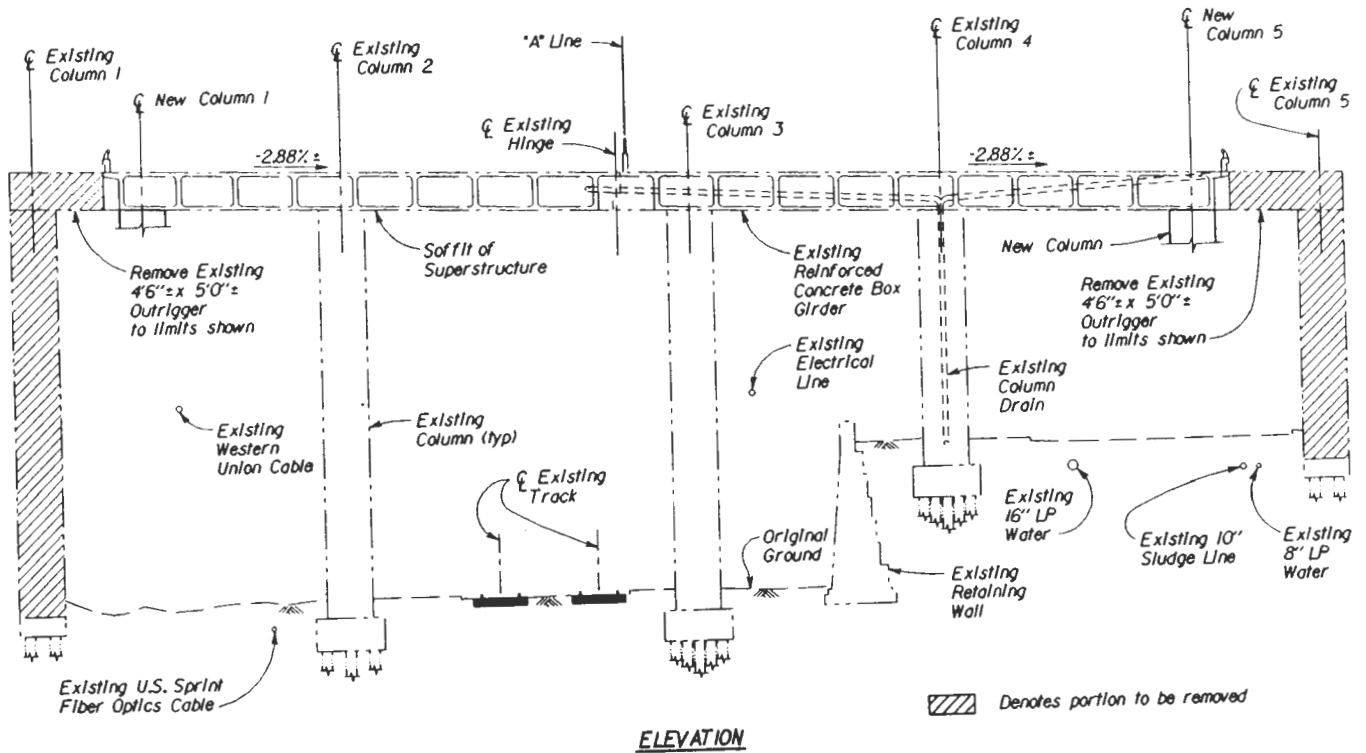 ℄ Existing
Column 1
℄ New Column 1
℄ Existing
Column 2
"A" Line
℄ Existing
Hinge
℄ Existing
Column 3
℄ Existing
Column 4
℄ New
Column 5
℄ Existing
Column 5
-2.88% ±
-2.88% ±
Remove Existing
4'6"± x 5'0"±
Outrigger
to limits shown
Soffit of
Superstructure
Existing
Reinforced
Concrete Box
Girder
New Column
Remove Existing
4'6"± x 5'0"±
Outrigger
to limits shown
Existing
Western
Union Cable
Existing
Column (typ)
Existing
Electrical
Line
Existing
Column
Drain
℄ Existing
Track
Original
Ground
Existing
Retaining
Wall
Existing
16" LP
Water
Existing 10"
Sludge Line
Existing
8" LP
Water
Existing U.S. Sprint
Fiber Optics Cable
Denotes portion to be removed
ELEVATION